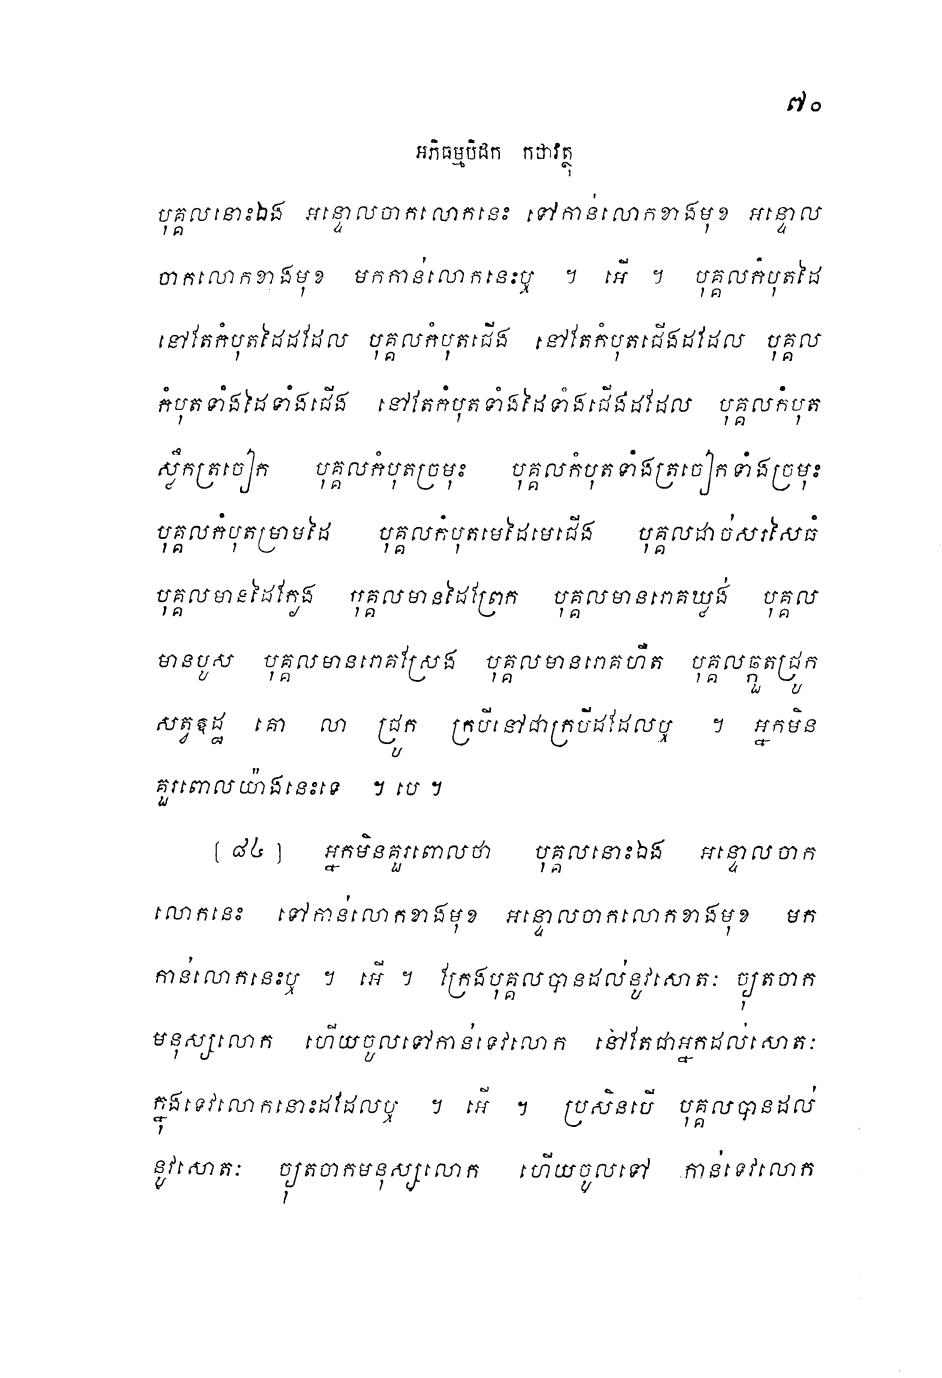 ៧០
អភិធម្មបិដក កថាវត្ថុ
បុគ្គលនោះឯង អន្ទោលចាកលោកនេះ ទៅកាន់លោកខាងមុខ អន្ទោល
ចាកលោកខាងមុខ មកកាន់លោកនេះឬ ។ អើ ។ បុគ្គលកំបុតដៃ
នៅតែកំបុតដៃដដែល បុគ្គលកំបុតជើង នៅតែកំបុតជើងដដែល បុគ្គល
កំបុតទាំងដៃទាំងជើង នៅតែកំបុតទាំងដៃទាំងជើងដដែល បុគ្គលកំបុត
ស្លឹកត្រចៀក បុគ្គលកំបុតច្រមុះ បុគ្គលកំបុតទាំងត្រចៀកទាំងច្រមុះ
បុគ្គលកំបុតម្រាមដៃ បុគ្គលកំបុតមេដៃមេជើង បុគ្គលដាច់សរសៃធំ
បុគ្គលមានដៃក្ងែង បុគ្គលមានដៃព្រែក បុគ្គលមានរោគឃ្លង់ បុគ្គល
មានបូស បុគ្គលមានរោគស្រែង បុគ្គលមានរោគហឺត បុគ្គលឆ្កួតជ្រូក
សត្វឧដ្ឋ គោ លា ជ្រូក ក្របីនៅជាក្របីដដែលឬ ។ អ្នកមិន
គួរពោលយ៉ាងនេះទេ ។ បេ ។
[ ៨៤ ] អ្នកមិនគួរពោលថា បុគ្គលនោះឯង អន្ទោលចាក
លោកនេះ ទៅកាន់លោកខាងមុខ អន្ទោលចាកលោកខាងមុខ មក
កាន់លោកនេះឬ ។ អើ ។ ក្រែងបុគ្គលបានដល់នូវសោតៈ ច្យុតចាក
មនុស្សលោក ហើយចូលទៅកាន់ទេវលោក នៅតែជាអ្នកដល់សោតៈ
ក្នុងទេវលោកនោះដដែលឬ ។ អើ ។ ប្រសិនបើ បុគ្គលបានដល់
នូវសោតៈ ច្យុតចាកមនុស្សលោក ហើយចូលទៅ កាន់ទេវលោក